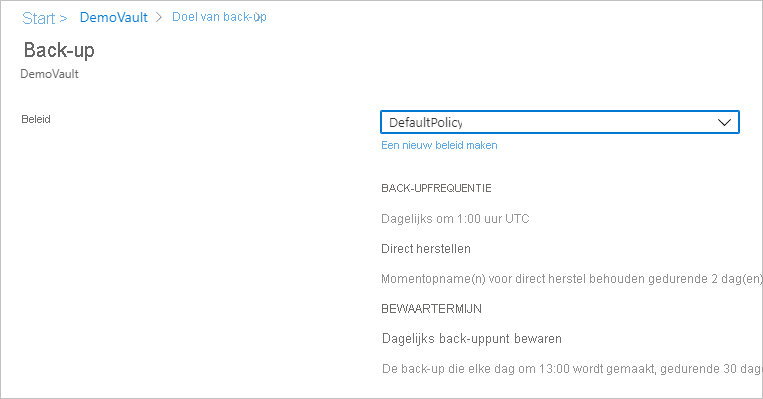 Start > DemoVault > Doel van back-up >
Back-up
DemoVault
Beleid
DefaultPolicy
Een nieuw beleid maken
BACK-UPFREQUENTIE
Dagelijks om 1:00 uur UTC
Direct herstellen
Momentopname(n) voor direct herstel behouden gedurende 2 dag(en)
BEWAARTERMIJN
Dagelijks back-uppunt bewaren
De back-up die elke dag om 13:00 wordt gemaakt, gedurende 30